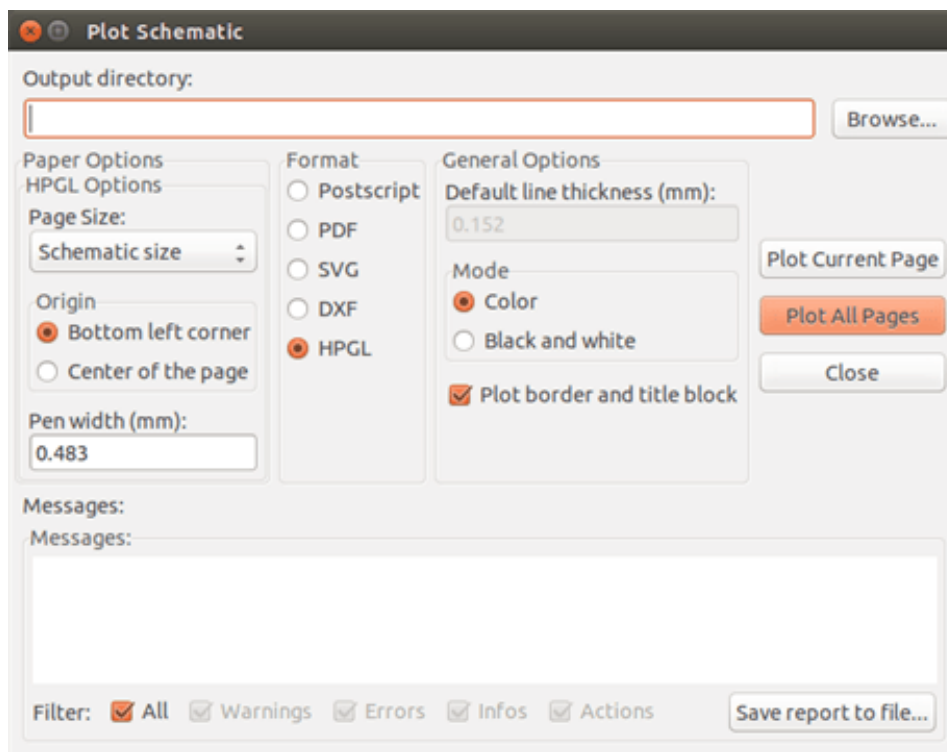 Plot Schematic
Output directory:
Browse...
Paper Options
HPGL Options
Page Size:
Schematic size
Origin
Bottom left corner
Center of the page
Pen width (mm):
0.483
Format
Postscript
PDF
SVG
DXF
HPGL
General Options
Default line thickness (mm):
0.152
Mode
Color
Black and white
Plot border and title block
Plot Current Page
Plot All Pages
Close
Messages:
Messages:
Filter: All Warnings Errors Infos Actions Save report to file...